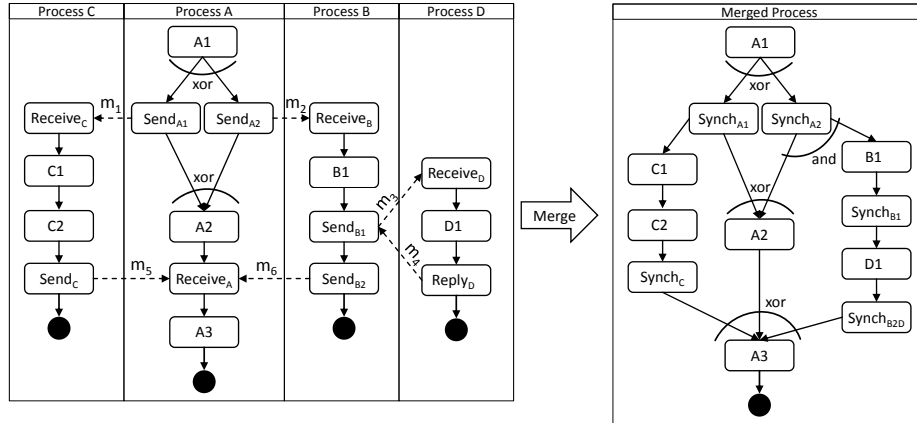 Process C
Process A
Process B
Process D
Merged Process
A1
xor
m1
m2
ReceiveC
SendA1
SendA2
ReceiveB
C1
B1
ReceiveD
xor
m3
C2
A2
SendB1
D1
m4
m5
m6
SendC
ReceiveA
SendB2
ReplyD
A3
Merge
A1
xor
SynchA1
SynchA2
and
B1
C1
xor
SynchB1
C2
A2
D1
SynchC
xor
SynchB2D
A3